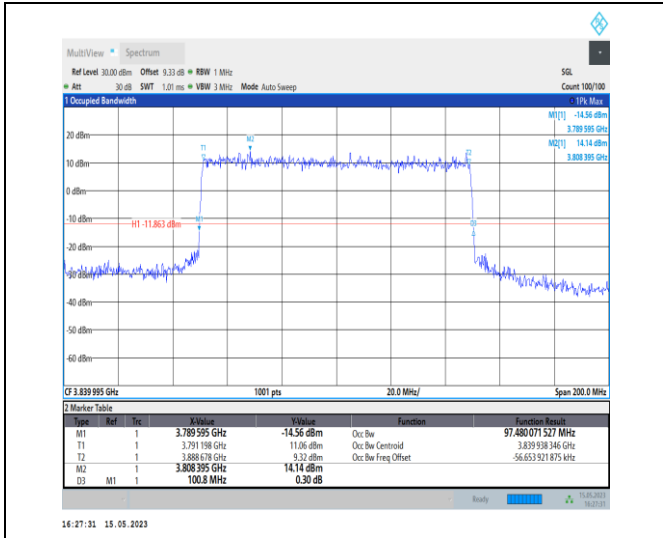 MultiView Spectrum
Ref Level 30.00 dBm Offset 9.33 dB RBW 1 MHz SGL
Att 30 dB SWT 1.01 ms VBW 3 MHz Mode Auto Sweep Count 100/100
1 Occupied Bandwidth 1Pk Max
M1[1] -14.56 dBm
3.789 595 GHz
M2[1] 14.14 dBm
3.808 395 GHz
20 dBm
M2
T1
10 dBm
0 dBm
-10 dBm
M1
H1 -11.863 dBm
-20 dBm
-30 dBm
-40 dBm
-50 dBm
-60 dBm
CF 3.839 995 GHz 1001 pts 20.0 MHz/ Span 200.0 MHz
2 Marker Table
Type Ref Trc X-Value Y-Value Function Function Result
M1 1 3.789 595 GHz -14.56 dBm Occ Bw 97.480 071 527 MHz
T1 1 3.791 198 GHz 11.06 dBm Occ Bw Centroid 3.839 938 346 GHz
T2 1 3.888 678 GHz 9.32 dBm Occ Bw Freq Offset -56.653 921 875 kHz
M2 1 3.808 395 GHz 14.14 dBm
D3 M1 1 100.8 MHz 0.30 dB
Ready 15.05.2023
16:27:31
16:27:31 15.05.2023